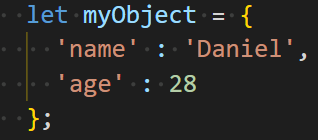 let myObject = {
    'name' : 'Daniel',
    'age' : 28
};